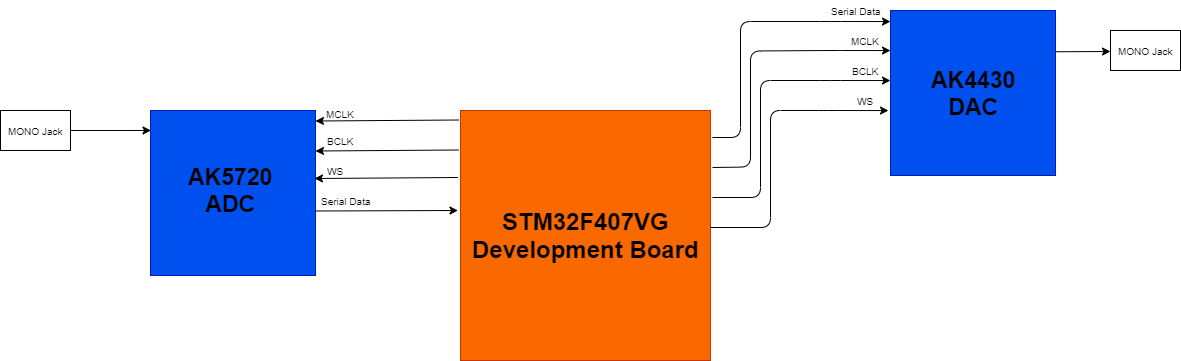 MONO Jack
AK5720
ADC
MCLK
BCLK
WS
Serial Data
STM32F407VG
Development Board
Serial Data
MCLK
BCLK
WS
AK4430
DAC
MONO Jack